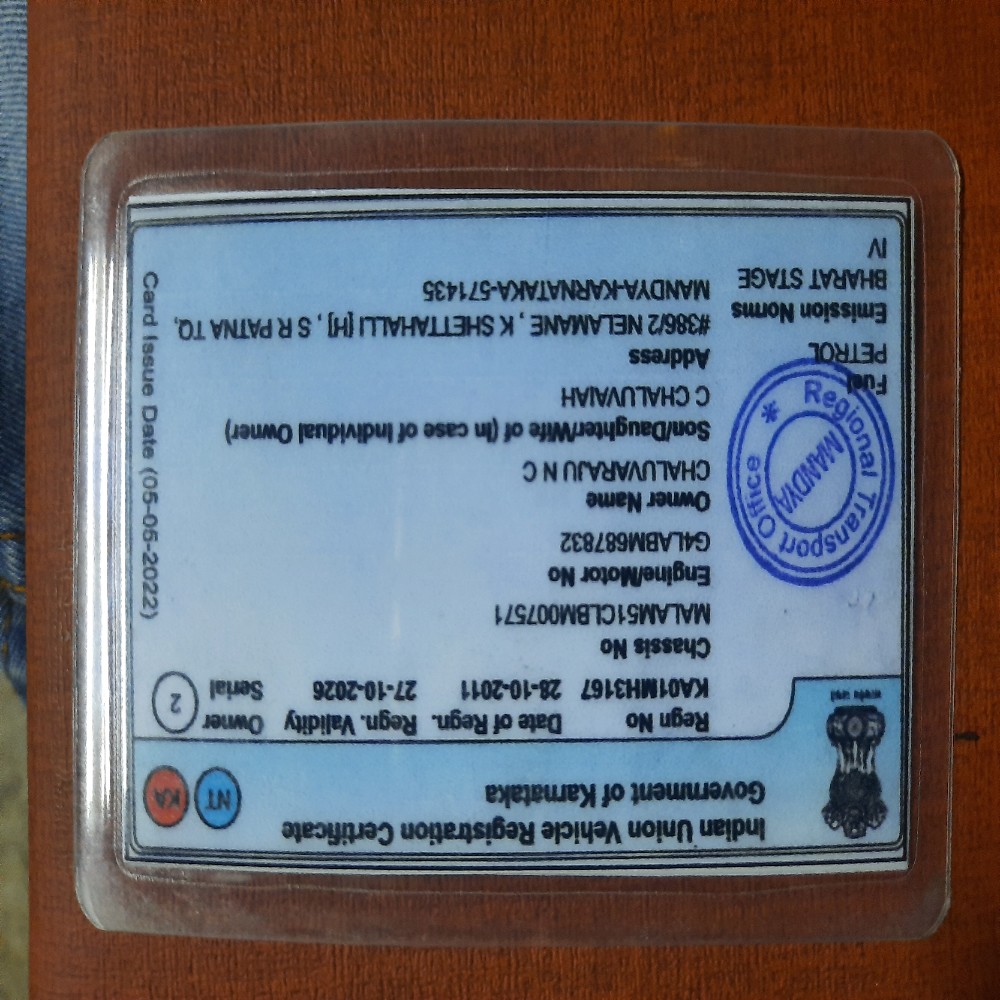 Indian Union Vehicle Registration Certificate
Government of Karnataka
NT KA
Regn No Date of Regn. Regn. Validity Owner Serial 2
KA01MH3167 28-10-2011 27-10-2026
Chassis No
MALAM51CLBM007571
Engine/Motor No
G4LABM687832
Owner Name
CHALUVARAJU N C
Son/Daughter/Wife of (In case of Individual Owner)
C CHALUVAIAH
Address
#386/2 NELAMANE , K SHETTAHALLI [H] , S R PATNA TQ,
MANDYA-KARNATAKA-571435
Fuel
PETROL
Emission Norms
BHARAT STAGE
IV
Regional Transport Office
MANDYA
Card Issue Date (05-05-2022)